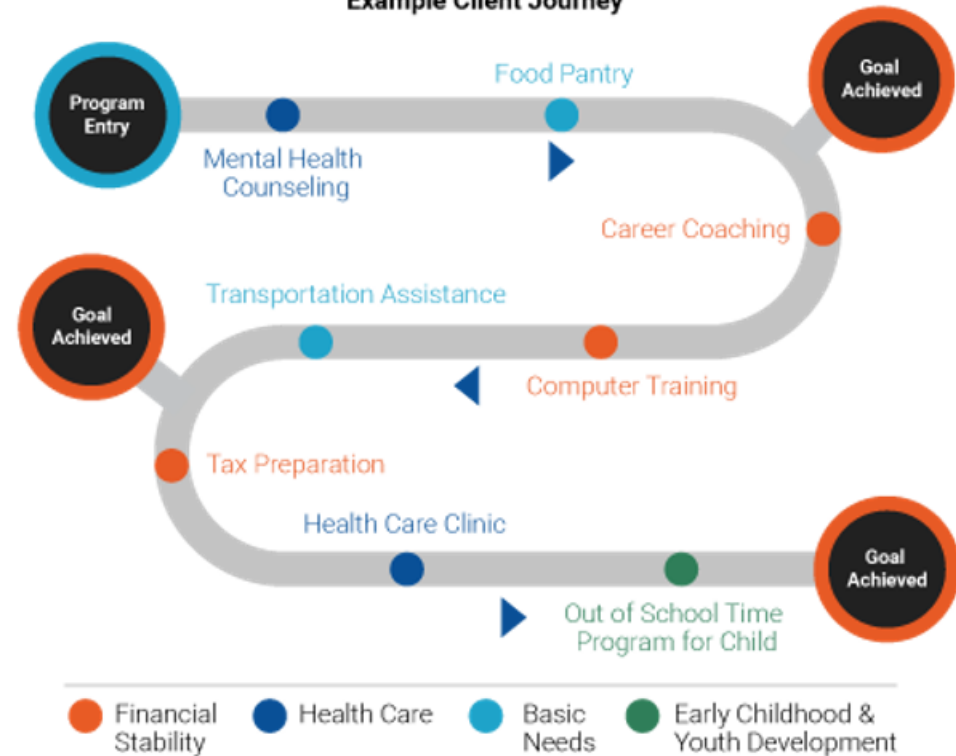 Example Client Journey
Program
Entry
Mental Health
Counseling
Food Pantry
Goal
Achieved
Career Coaching
Computer Training
Transportation Assistance
Goal
Achieved
Tax Preparation
Health Care Clinic
Out of School Time
Program for Child
Goal
Achieved
Financial
Stability
Health Care
Basic
Needs
Early Childhood &
Youth Development